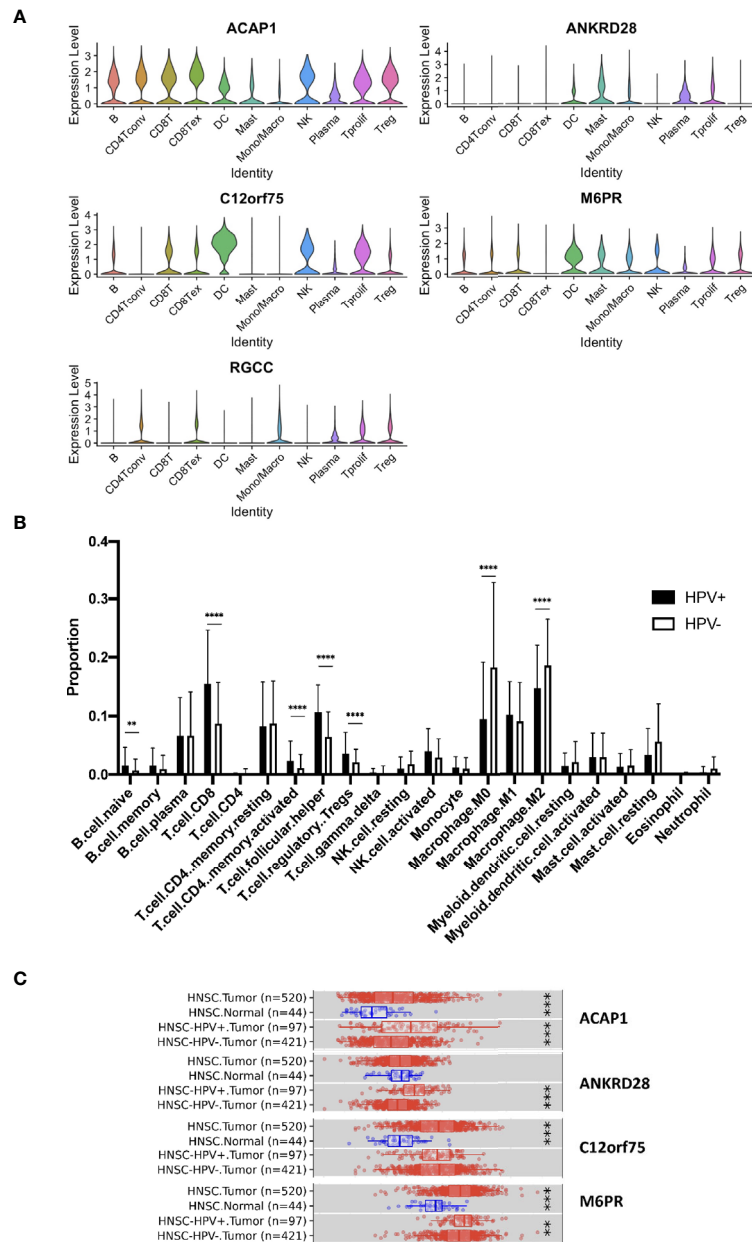 A
ACAP1
ANKRD28
Expression Level
3
2
1
0
B
CD4Tconv
CD8T
CD8Tex
DC
Mast
Mono/Macro
NK
Plasma
Tprolif
Treg
Identity
Expression Level
4
3
2
1
0
B
CD4Tconv
CD8T
CD8Tex
DC
Mast
Mono/Macro
NK
Plasma
Tprolif
Treg
Identity
C12orf75
M6PR
Expression Level
4
3
2
1
0
B
CD4Tconv
CD8T
CD8Tex
DC
Mast
Mono/Macro
NK
Plasma
Tprolif
Treg
Identity
Expression Level
3
2
1
0
B
CD4Tconv
CD8T
CD8Tex
DC
Mast
Mono/Macro
NK
Plasma
Tprolif
Treg
Identity
RGCC
Expression Level
5
4
3
2
1
0
B
CD4Tconv
CD8T
CD8Tex
DC
Mast
Mono/Macro
NK
Plasma
Tprolif
Treg
Identity
B
Proportion
0.4
0.3
0.2
0.1
0.0
**
****
****
****
****
****
****
HPV+
HPV-
B.cell.naive
B.cell.memory
B.cell.plasma
T.cell.CD8
T.cell.CD4
T.cell.CD4..memory.resting
T.cell.CD4..memory.activated
T.cell.follicular.helper
T.cell.regulatory..Tregs
T.cell.gamma.delta
NK.cell.resting
NK.cell.activated
Monocyte
Macrophage.M0
Macrophage.M1
Macrophage.M2
Myeloid.dendritic.cell.resting
Myeloid.dendritic.cell.activated
Mast.cell.activated
Mast.cell.resting
Eosinophil
Neutrophil
C
HNSC.Tumor (n=520)
HNSC.Normal (n=44)
***
HNSC-HPV+.Tumor (n=97)
HNSC-HPV-.Tumor (n=421)
***
ACAP1
HNSC.Tumor (n=520)
HNSC.Normal (n=44)
HNSC-HPV+.Tumor (n=97)
HNSC-HPV-.Tumor (n=421)
***
ANKRD28
HNSC.Tumor (n=520)
HNSC.Normal (n=44)
***
HNSC-HPV+.Tumor (n=97)
HNSC-HPV-.Tumor (n=421)
C12orf75
HNSC.Tumor (n=520)
HNSC.Normal (n=44)
***
HNSC-HPV+.Tumor (n=97)
HNSC-HPV-.Tumor (n=421)
**
M6PR